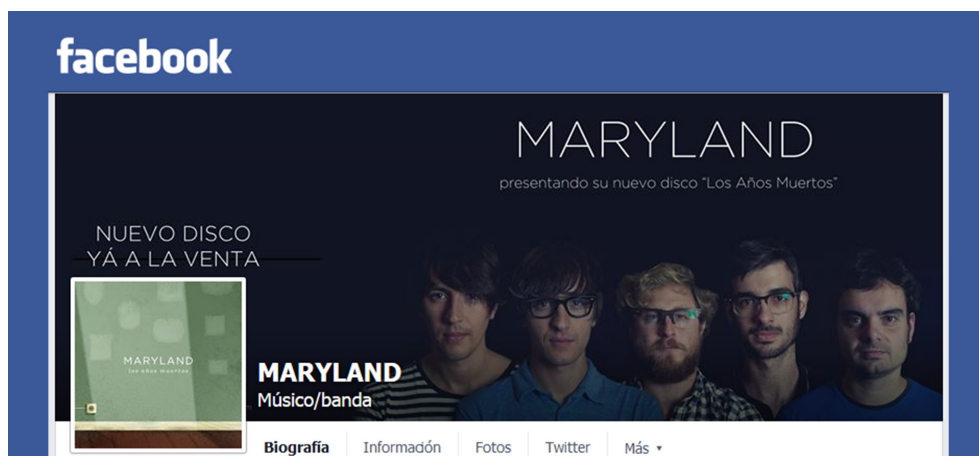 facebook
MARYLAND
presentando su nuevo disco "Los Años Muertos"
NUEVO DISCO
YÁ A LA VENTA
MARYLAND
los años muertos
MARYLAND
Músico/banda
Biografía Información Fotos Twitter Más